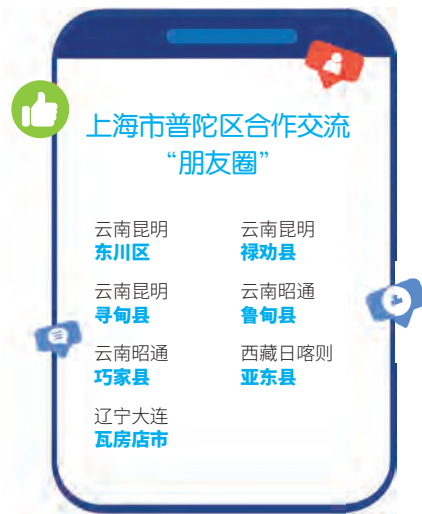 上海市普陀区合作交流
“朋友圈”
云南昆明
东川区
云南昆明
禄劝县
云南昆明
寻甸县
云南昭通
鲁甸县
云南昭通
巧家县
西藏日喀则
亚东县
辽宁大连
瓦房店市